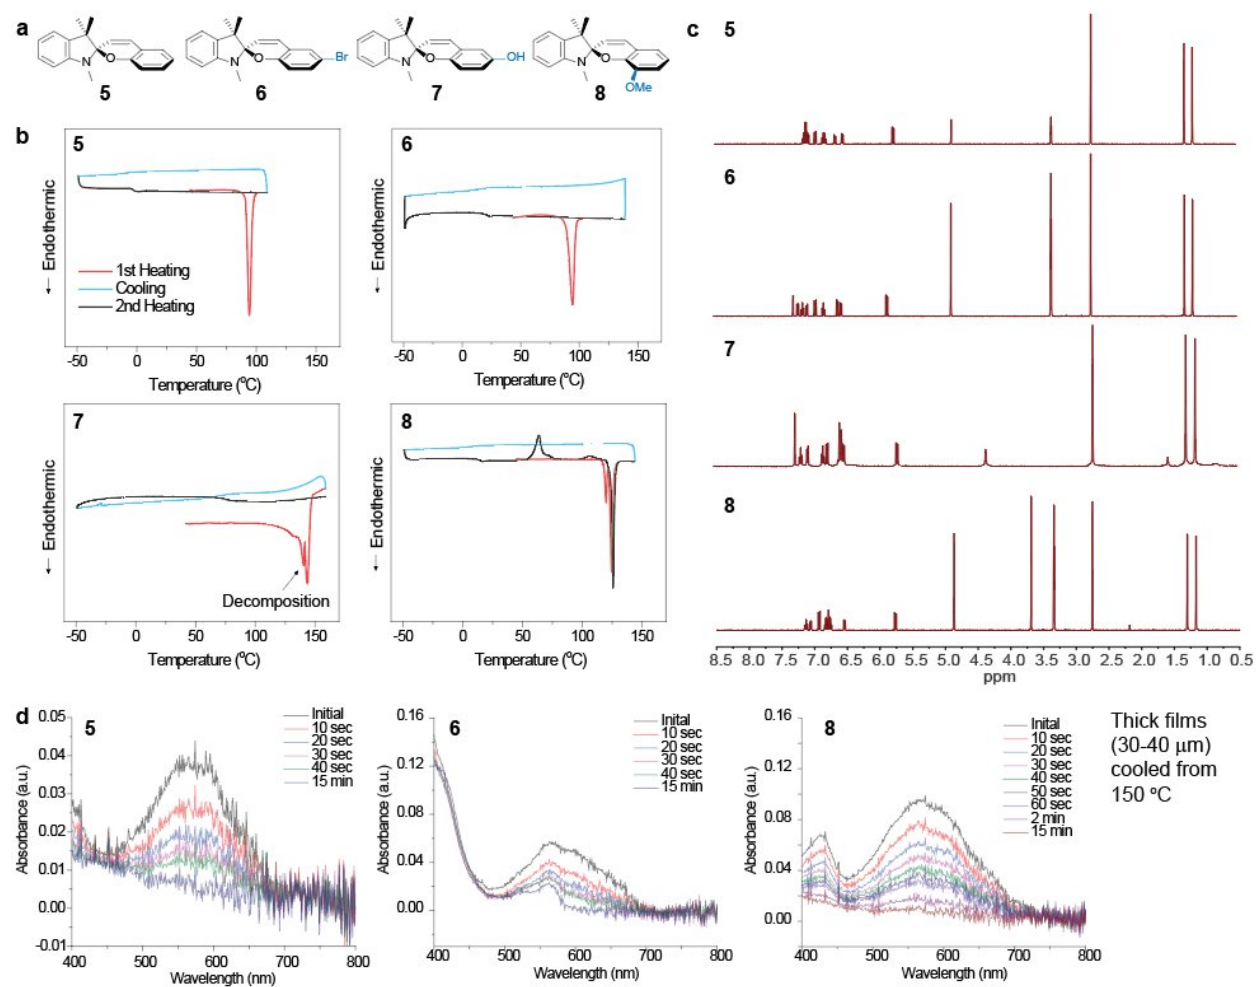 a
N
O
5
N
O
Br
6
N
O
OH
7
N
O
OMe
8
b
5
Endothermic
1st Heating
Cooling
2nd Heating
-50 0 50 100 150
Temperature (ºC)
6
Endothermic
-50 0 50 100 150
Temperature (ºC)
7
Endothermic
Decomposition
-50 0 50 100 150
Temperature (ºC)
8
Endothermic
-50 0 50 100 150
Temperature (ºC)
c
5
6
7
8
8.5 8.0 7.5 7.0 6.5 6.0 5.5 5.0 4.5 4.0 3.5 3.0 2.5 2.0 1.5 1.0 0.5
ppm
d
5
Absorbance (a.u.)
0.05
0.04
0.03
0.02
0.01
0.00
-0.01
Initial
10 sec
20 sec
30 sec
40 sec
15 min
400 500 600 700 800
Wavelength (nm)
6
Absorbance (a.u.)
0.16
0.12
0.08
0.04
0.00
Inital
10 sec
20 sec
30 sec
40 sec
15 min
400 500 600 700 800
Wavelength (nm)
8
Absorbance (a.u.)
0.16
0.12
0.08
0.04
0.00
Inital
10 sec
20 sec
30 sec
40 sec
50 sec
60 sec
2 min
15 min
400 500 600 700 800
Wavelength (nm)
Thick films
(30-40 μm)
cooled from
150 ºC